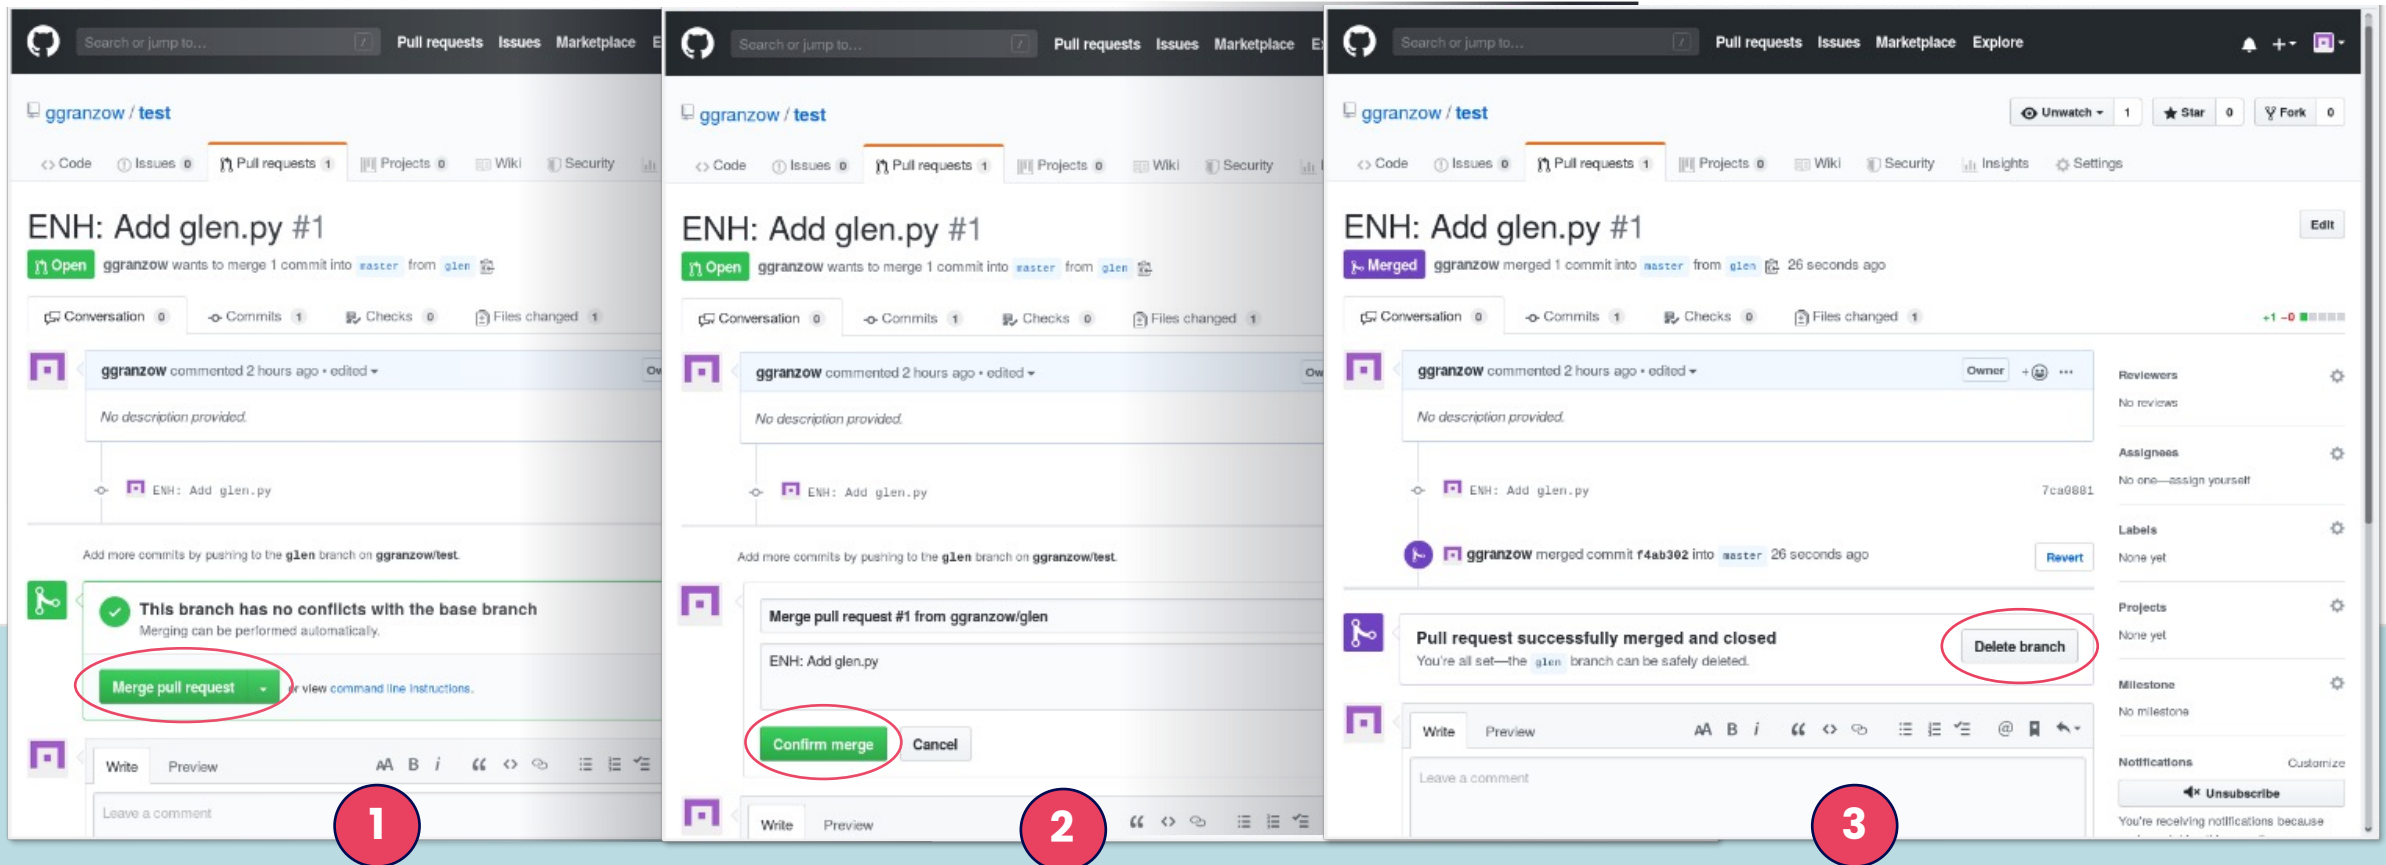 Search or jump to... / Pull requests Issues Marketplace E
ggranzow / test
Code Issues 0 Pull requests 1 Projects 0 Wiki Security
ENH: Add glen.py #1
Open ggranzow wants to merge 1 commit into master from glen
Conversation 0 Commits 1 Checks 0 Files changed 1
ggranzow commented 2 hours ago • edited Ow
No description provided.
ENH: Add glen.py
Add more commits by pushing to the glen branch on ggranzow/test.
This branch has no conflicts with the base branch
Merging can be performed automatically.
Merge pull request or view command line instructions.
Write Preview AA B i “ <>
Leave a comment
1
Search or jump to... / Pull requests Issues Marketplace E
ggranzow / test
Code Issues 0 Pull requests 1 Projects 0 Wiki Security
ENH: Add glen.py #1
Open ggranzow wants to merge 1 commit into master from glen
Conversation 0 Commits 1 Checks 0 Files changed 1
ggranzow commented 2 hours ago • edited Ow
No description provided.
ENH: Add glen.py
Add more commits by pushing to the glen branch on ggranzow/test.
Merge pull request #1 from ggranzow/glen
ENH: Add glen.py
Confirm merge Cancel
Write Preview “ <>
2
Search or jump to... / Pull requests Issues Marketplace Explore
ggranzow / test Unwatch 1 Star 0 Fork 0
Code Issues 0 Pull requests 1 Projects 0 Wiki Security Insights Settings
ENH: Add glen.py #1 Edit
Merged ggranzow merged 1 commit into master from glen 26 seconds ago
Conversation 0 Commits 1 Checks 0 Files changed 1 +1 −0
ggranzow commented 2 hours ago • edited Owner
No description provided.
ENH: Add glen.py 7ca0881
ggranzow merged commit f4ab302 into master 26 seconds ago Revert
Pull request successfully merged and closed
You're all set—the glen branch can be safely deleted.
Delete branch
Write Preview AA B i “ <> @
Leave a comment
Reviewers
No reviews
Assignees
No one—assign yourself
Labels
None yet
Projects
None yet
Milestone
No milestone
Notifications Customize
Unsubscribe
You're receiving notifications because
3